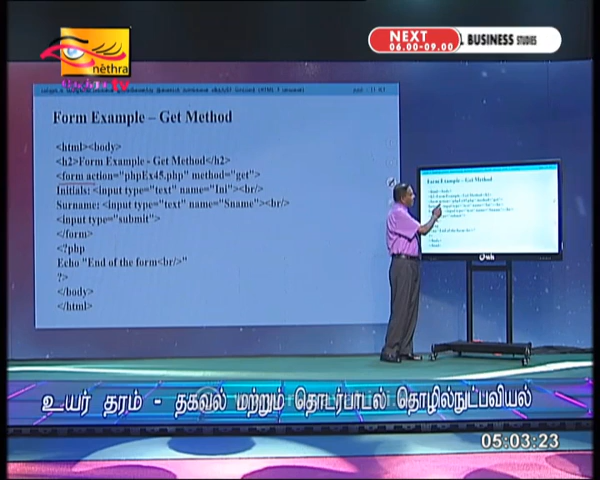 NEXT
06.00-09.00
L BUSINESS STUDIES
nēthra
TV
Form Example – Get Method
<html><body>
<h2>Form Example - Get Method</h2>
<form action="phpEx45.php" method="get">
Initials: <input type="text" name="Ini"><br/>
Surname: <input type="text" name="Sname"><br/>
<input type="submit">
</form>
<?php
Echo "End of the form<br/>"
?>
</body>
</html>
Form Example – Get Method
உயர் தரம் - தகவல் மற்றும் தொடர்பாடல் தொழில்நுட்பவியல்
05:03:23